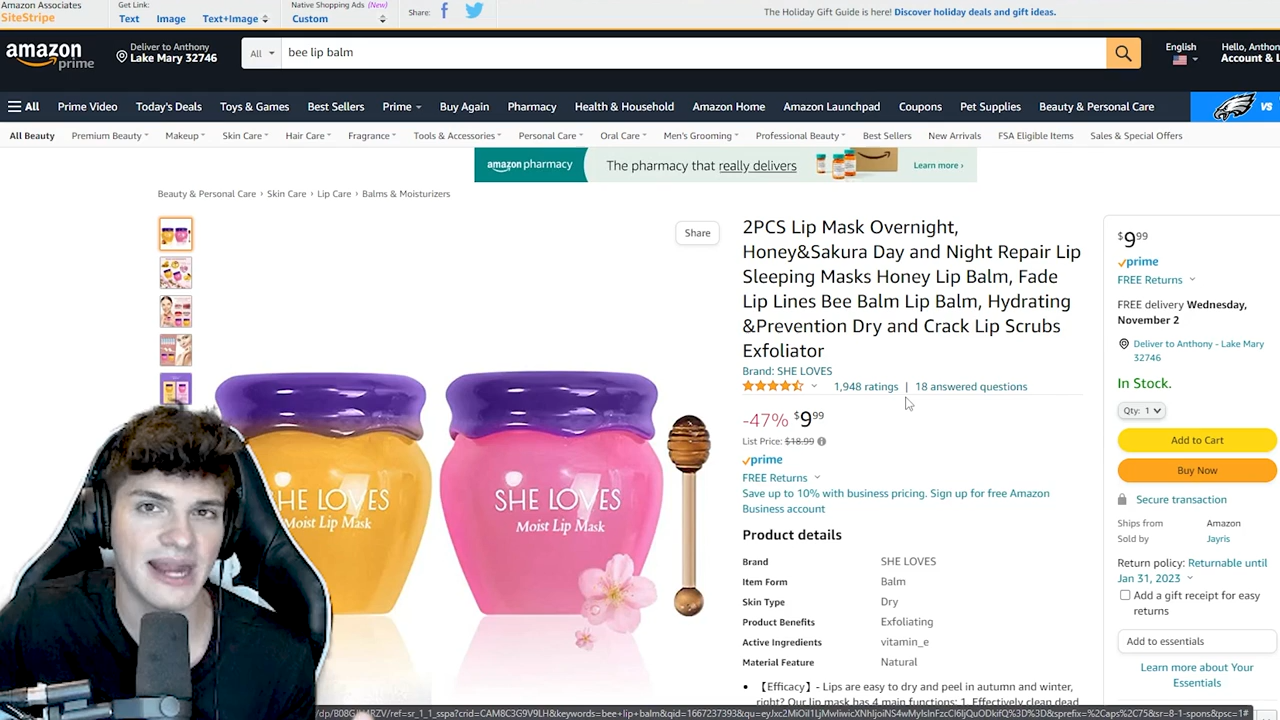 Amazon Associates
SiteStripe
Get Link:
Text Image Text+Image
Native Shopping Ads (New)
Custom
Share:
The Holiday Gift Guide is here! Discover holiday deals and gift ideas.
amazon
prime
Deliver to Anthony
Lake Mary 32746
All
bee lip balm
English
Hello, Anthon
Account & L
All Prime Video Today's Deals Toys & Games Best Sellers Prime Buy Again Pharmacy Health & Household Amazon Home Amazon Launchpad Coupons Pet Supplies Beauty & Personal Care
VS
All Beauty Premium Beauty Makeup Skin Care Hair Care Fragrance Tools & Accessories Personal Care Oral Care Men's Grooming Professional Beauty Best Sellers New Arrivals FSA Eligible Items Sales & Special Offers
amazon pharmacy
The pharmacy that really delivers
Learn more ›
Beauty & Personal Care › Skin Care › Lip Care › Balms & Moisturizers
Share
SHE LOVES
Moist Lip Mask
SHE LOVES
Moist Lip Mask
2PCS Lip Mask Overnight,
Honey&Sakura Day and Night Repair Lip
Sleeping Masks Honey Lip Balm, Fade
Lip Lines Bee Balm Lip Balm, Hydrating
&Prevention Dry and Crack Lip Scrubs
Exfoliator
Brand: SHE LOVES
1,948 ratings | 18 answered questions
-47% $9.99
List Price: $18.99
prime
FREE Returns
Save up to 10% with business pricing. Sign up for free Amazon
Business account
Product details
Brand SHE LOVES
Item Form Balm
Skin Type Dry
Product Benefits Exfoliating
Active Ingredients vitamin_e
Material Feature Natural
• 【Efficacy】- Lips are easy to dry and peel in autumn and winter,
right? Our lip mask has 4 main functions: 1. Effectively clean dead
$9.99
prime
FREE Returns
FREE delivery Wednesday,
November 2
Deliver to Anthony - Lake Mary
32746
In Stock.
Qty: 1
Add to Cart
Buy Now
Secure transaction
Ships from Amazon
Sold by Jayris
Return policy: Returnable until
Jan 31, 2023
Add a gift receipt for easy
returns
Add to essentials
Learn more about Your
Essentials